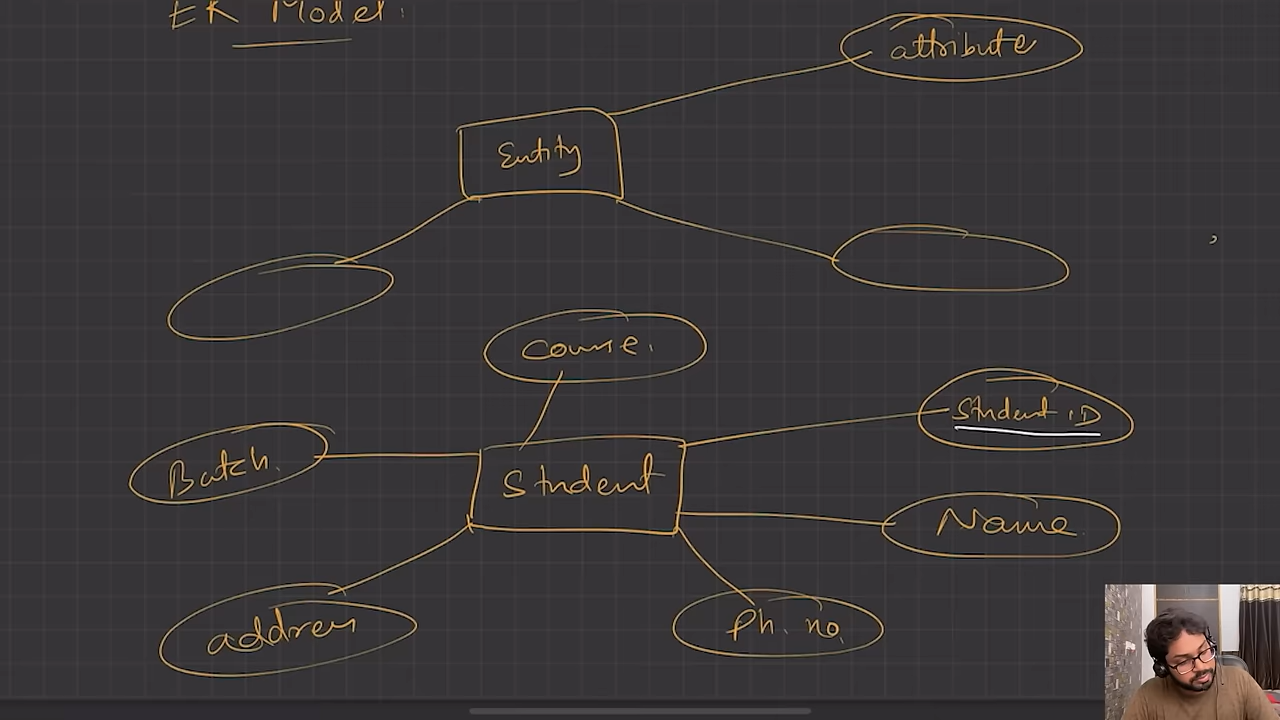 ER Model.
attribute
Entity
Course.
Student ID
Batch.
Student
Name
address
Ph. no.